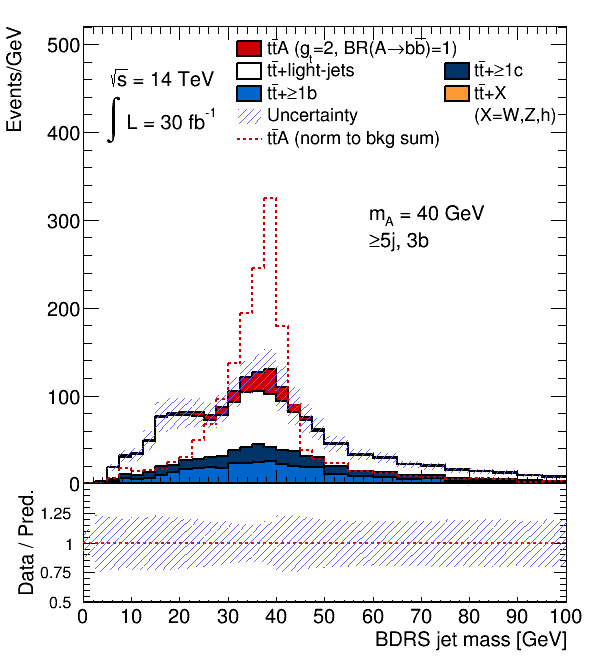 Events/GeV
500
400
300
200
100
0
√s = 14 TeV
∫ L = 30 fb⁻¹
tt̄A (gₜ=2, BR(A→bb̄)=1)
tt̄+light-jets
tt̄+≥1c
tt̄+≥1b
tt̄+X
Uncertainty
(X=W,Z,h)
tt̄A (norm to bkg sum)
m_A = 40 GeV
≥5j, 3b
Data / Pred.
1.25
1
0.75
0.5
0 10 20 30 40 50 60 70 80 90 100
BDRS jet mass [GeV]